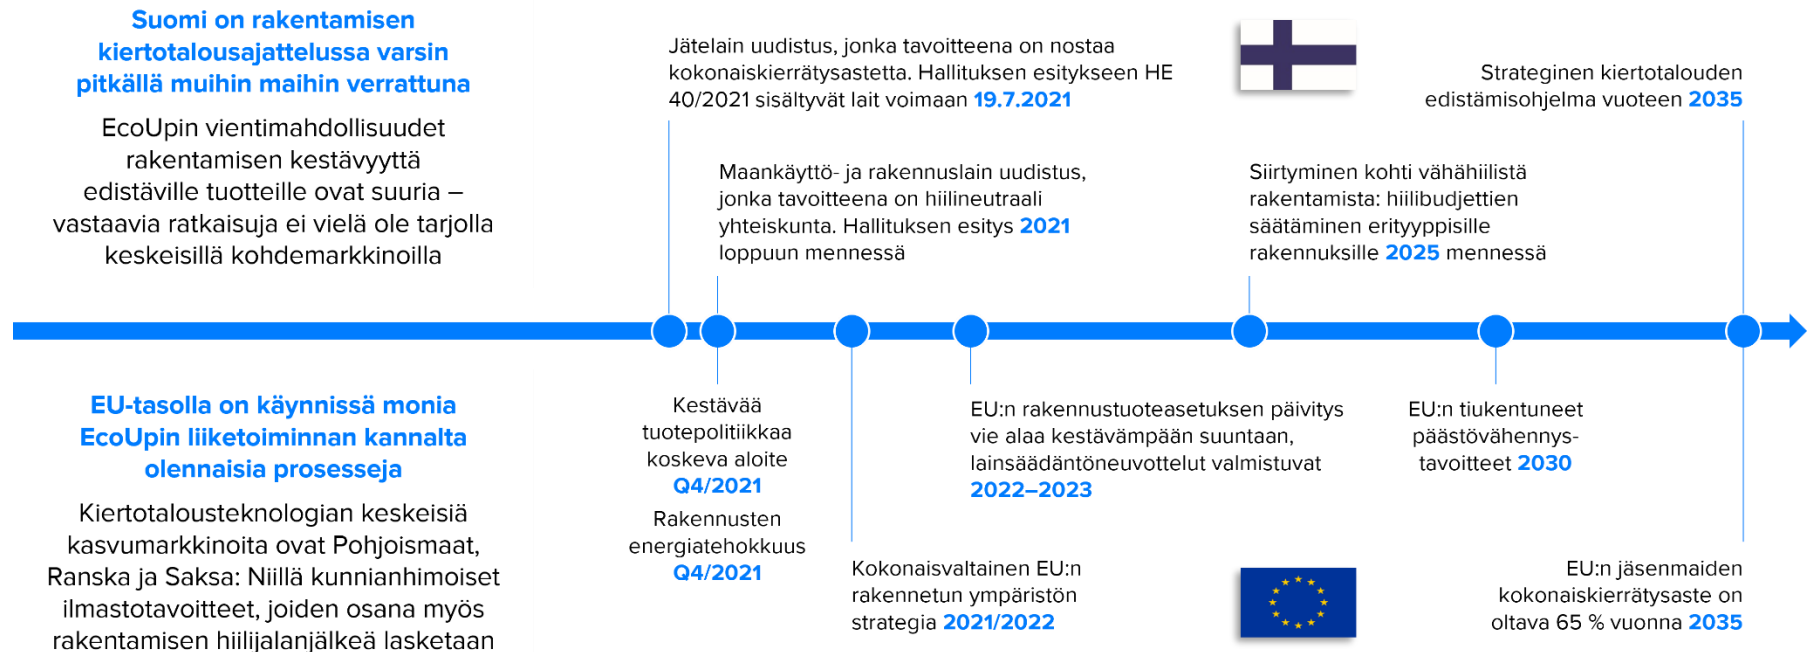 Suomi on rakentamisen
kiertotalousajattelussa varsin
pitkällä muihin maihin verrattuna
EcoUpin vientimahdollisuudet
rakentamisen kestävyyttä
edistäville tuotteille ovat suuria –
vastaavia ratkaisuja ei vielä ole tarjolla
keskeisillä kohdemarkkinoilla
Jätelain uudistus, jonka tavoitteena on nostaa
kokonaiskierrätysastetta. Hallituksen esitykseen HE
40/2021 sisältyvät lait voimaan 19.7.2021
Maankäyttö- ja rakennuslain uudistus,
jonka tavoitteena on hiilineutraali
yhteiskunta. Hallituksen esitys 2021
loppuun mennessä
Siirtyminen kohti vähähiilistä
rakentamista: hiilibudjettien
säätäminen erityyppisille
rakennuksille 2025 mennessä
Strateginen kiertotalouden
edistämisohjelma vuoteen 2035
EU-tasolla on käynnissä monia
EcoUpin liiketoiminnan kannalta
olennaisia prosesseja
Kiertotalousteknologian keskeisiä
kasvumarkkinoita ovat Pohjoismaat,
Ranska ja Saksa: Niillä kunnianhimoiset
ilmastotavoitteet, joiden osana myös
rakentamisen hiilijalanjälkeä lasketaan
Kestävää
tuotepolitiikkaa
koskeva aloite
Q4/2021
Rakennusten
energiatehokkuus
Q4/2021
Kokonaisvaltainen EU:n
rakennetun ympäristön
strategia 2021/2022
EU:n rakennustuoteasetuksen päivitys
vie alaa kestävämpään suuntaan,
lainsäädäntöneuvottelut valmistuvat
2022–2023
EU:n tiukentuneet
päästövähennys-
tavoitteet 2030
EU:n jäsenmaiden
kokonaiskierrätysaste on
oltava 65 % vuonna 2035